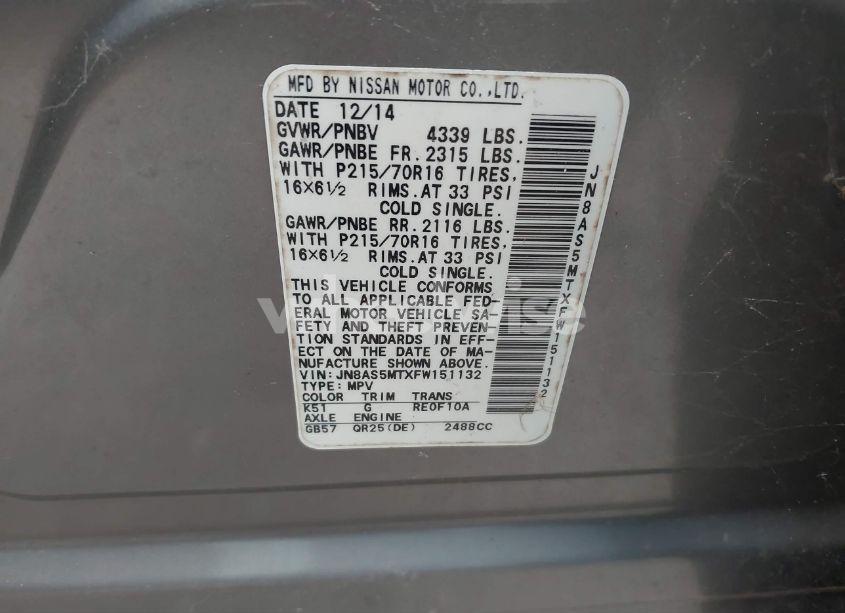 MFD BY NISSAN MOTOR CO.,LTD.
DATE 12/14
GVWR/PNBV 4339 LBS.
GAWR/PNBE FR. 2315 LBS.
WITH P215/70R16 TIRES,
16X6½ RIMS. AT 33 PSI
COLD SINGLE.
GAWR/PNBE RR. 2116 LBS.
WITH P215/70R16 TIRES,
16X6½ RIMS. AT 33 PSI
COLD SINGLE.
THIS VEHICLE CONFORMS
TO ALL APPLICABLE FED-
ERAL MOTOR VEHICLE SA-
FETY AND THEFT PREVEN-
TION STANDARDS IN EFF-
ECT ON THE DATE OF MA-
NUFACTURE SHOWN ABOVE.
VIN: JN8AS5MTXFW151132
TYPE: MPV
COLOR TRIM TRANS
K51 G RE0F10A
AXLE ENGINE
GB57 QR25(DE) 2488CC
JN8AS5MTXFW151132